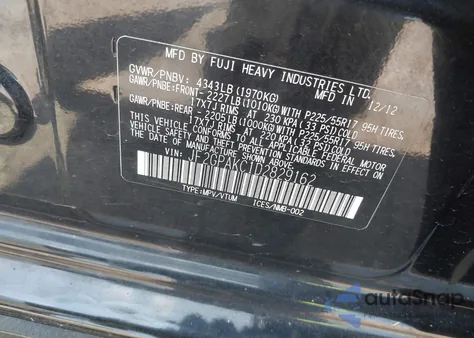 MFD BY FUJI HEAVY INDUSTRIES LTD.
GVWR/PNBV: 4343LB (1970KG) MFD. IN 12/12
GAWR/PNBE:FRONT-2227LB(1010KG)WITH P225/55R17 95H TIRES.
17X7J RIMS AT 230 KPA(33 PSI)COLD
GAWR/PNBE:REAR-2205LB(1000KG)WITH P225/55R17 95H TIRES.
17X7J RIMS AT 220 KPA(32 PSI)COLD
THIS VEHICLE CONFORMS TO ALL APPLICABLE FEDERAL MOTOR
VEHICLE SAFETY AND THEFT PREVENTION STANDARDS IN EFFECT
ON THE DATE OF MANUFACTURE SHOWN ABOVE.
JF2GPAKC1D2829162
TYPE:MPV/VTUM ICES/NMB-002
autoSnap